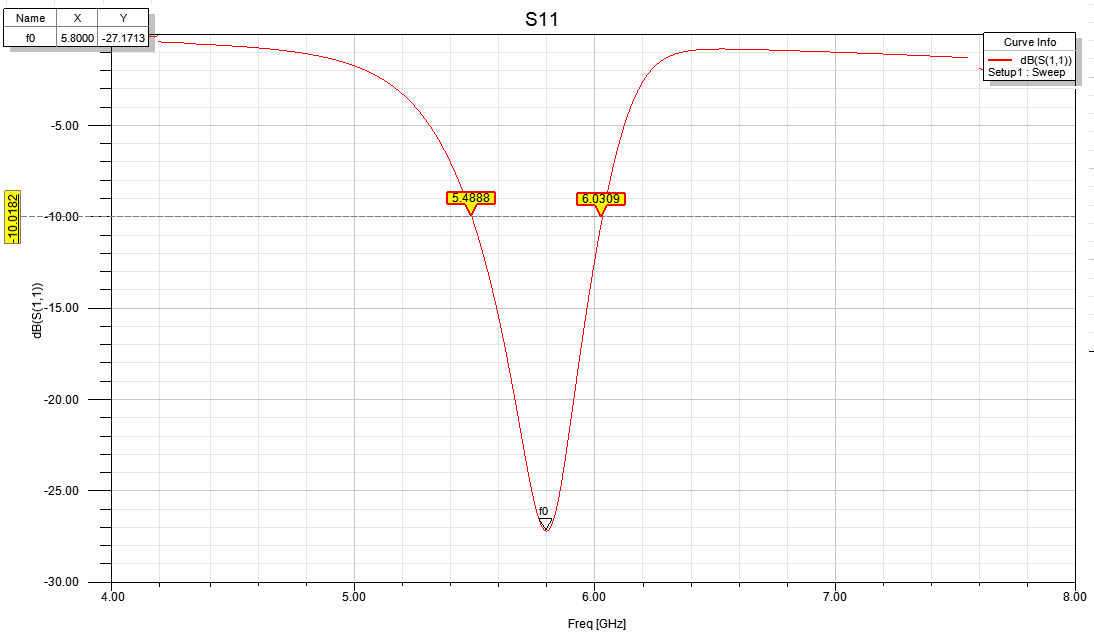 S11
Name X Y
f0 5.8000 -27.1713
Curve Info
dB(S(1,1))
Setup1 : Sweep
-5.00
5.4888
6.0309
-10.0182
-10.00
dB(S(1,1))
-15.00
-20.00
-25.00
f0
-30.00
4.00 5.00 6.00 7.00 8.00
Freq [GHz]